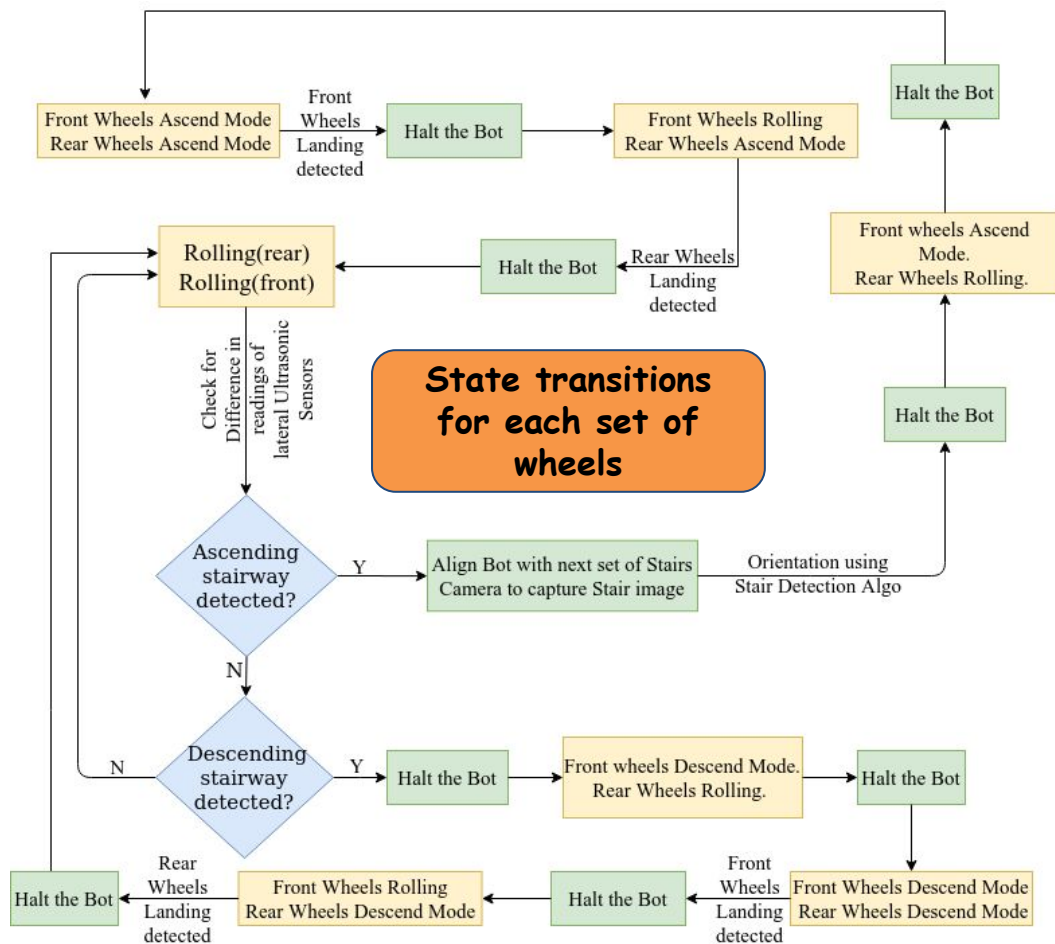 Halt the Bot
Front Wheels Ascend Mode
Rear Wheels Ascend Mode
Front
Wheels
Landing
detected
Halt the Bot
Front Wheels Rolling
Rear Wheels Ascend Mode
Front wheels Ascend
Mode.
Rear Wheels Rolling.
Rolling(rear)
Rolling(front)
Halt the Bot
Rear Wheels
Landing
detected
Check for
Difference in
readings of
lateral Ultrasonic
Sensors
State transitions
for each set of
wheels
Halt the Bot
Ascending
stairway
detected?
Y
Align Bot with next set of Stairs
Camera to capture Stair image
Orientation using
Stair Detection Algo
N
Descending
stairway
detected?
N
Y
Halt the Bot
Front wheels Descend Mode.
Rear Wheels Rolling.
Halt the Bot
Halt the Bot
Rear
Wheels
Landing
detected
Front Wheels Rolling
Rear Wheels Descend Mode
Halt the Bot
Front
Wheels
Landing
detected
Front Wheels Descend Mode
Rear Wheels Descend Mode